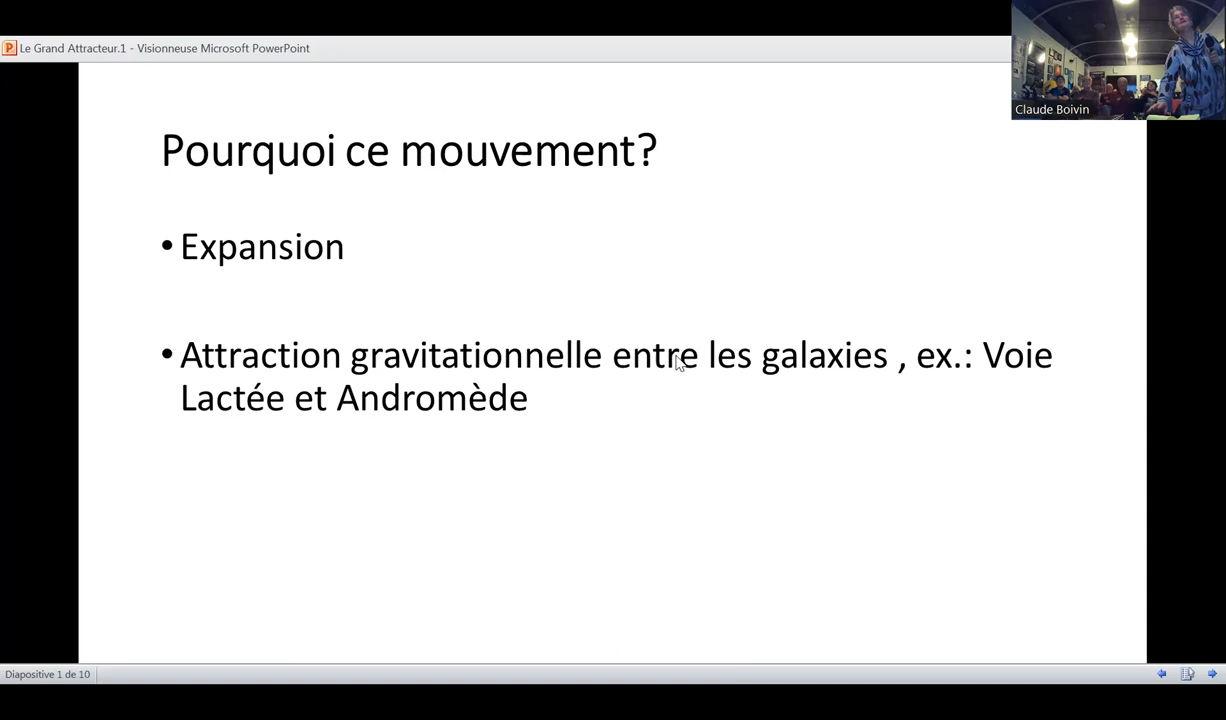 Le Grand Attracteur.1 - Visionneuse Microsoft PowerPoint
Claude Boivin
Pourquoi ce mouvement?
• Expansion
• Attraction gravitationnelle entre les galaxies , ex.: Voie
Lactée et Andromède
Diapositive 1 de 10